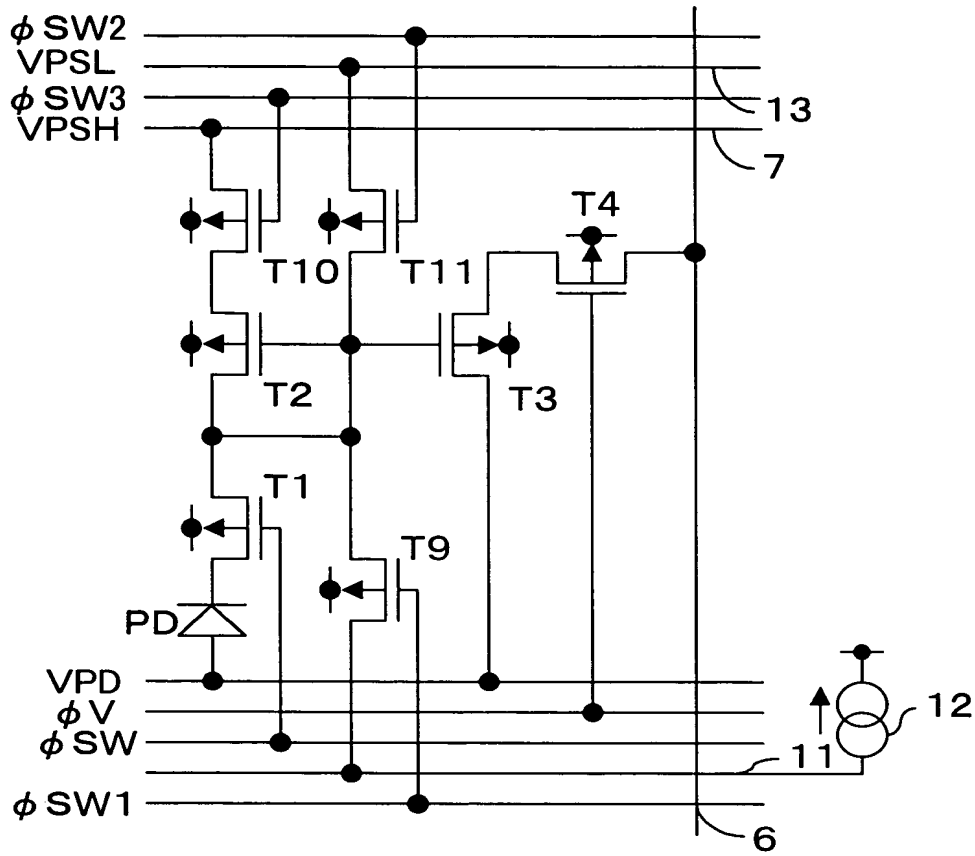 φSW2
VPSL
φSW3
VPSH
13
7
T4
T10
T11
T2
T3
T1
T9
PD
VPD
φV
12
φSW
11
φSW1
6